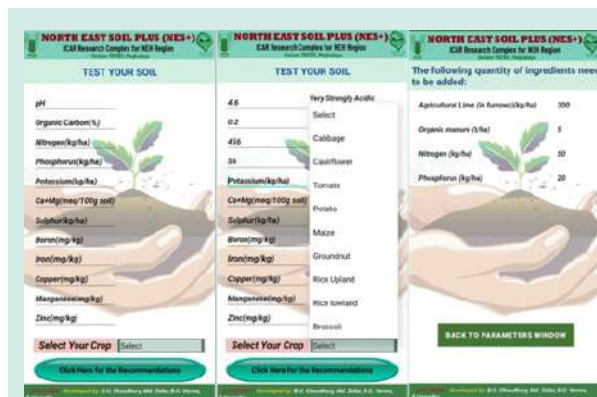 NORTH EAST SOIL PLUS (NES+)
ICAR Research Complex for NEH Region
TEST YOUR SOIL
pH
Organic Carbon(%)
Nitrogen(kg/ha)
Phosphorus(kg/ha)
Potassium(kg/ha)
Ca+Mg(meq/100g soil)
Sulphur(kg/ha)
Boron(mg/kg)
Iron(mg/kg)
Copper(mg/kg)
Manganese(mg/kg)
Zinc(mg/kg)
Select Your Crop
Select
Click Here for the Recommendations
NORTH EAST SOIL PLUS (NES+)
ICAR Research Complex for NEH Region
TEST YOUR SOIL
4.6
Very Strongly Acidic
0.2
456
Potassium(kg/ha)
Ca+Mg(meq/100g soil)
Sulphur(kg/ha)
Boron(mg/kg)
Iron(mg/kg)
Copper(mg/kg)
Manganese(mg/kg)
Zinc(mg/kg)
Select
Cabbage
Cauliflower
Tomato
Potato
Maize
Groundnut
Rice Upland
Rice lowland
Broccoli
Select Your Crop
Select
Click Here for the Recommendations
NORTH EAST SOIL PLUS (NES+)
ICAR Research Complex for NEH Region
The following quantity of ingredients need
to be added:
Agricultural Lime (in furrows)(kg/ha) 300
Organic manure (t/ha) 5
Nitrogen (kg/ha) 50
Phosphorus (kg/ha) 20
BACK TO PARAMETERS WINDOW